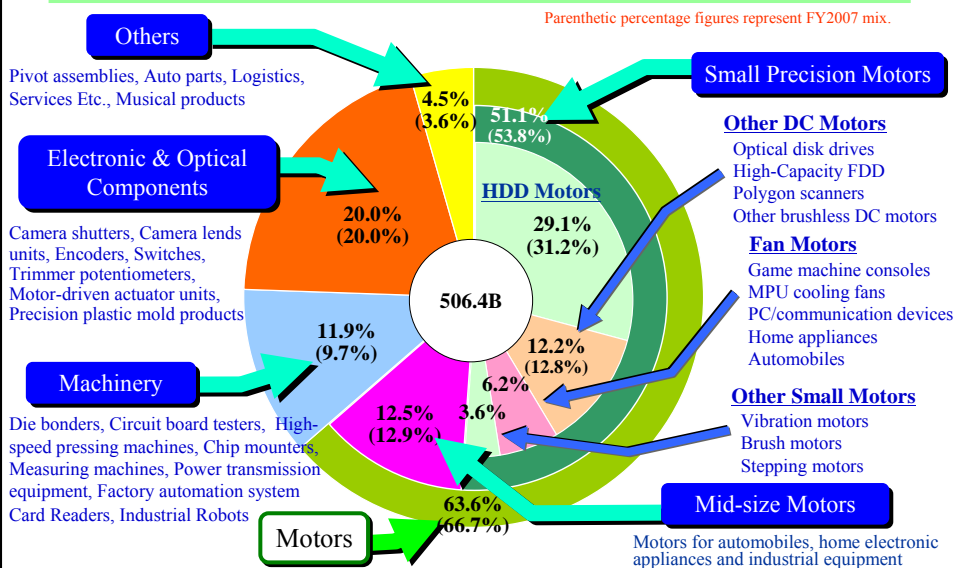 Parenthetic percentage figures represent FY2007 mix.
Others
Pivot assemblies, Auto parts, Logistics,
Services Etc., Musical products
Electronic & Optical
Components
Camera shutters, Camera lends
units, Encoders, Switches,
Trimmer potentiometers,
Motor-driven actuator units,
Precision plastic mold products
Machinery
Die bonders, Circuit board testers, High-
speed pressing machines, Chip mounters,
Measuring machines, Power transmission
equipment, Factory automation system
Card Readers, Industrial Robots
Motors
4.5%
(3.6%)
51.1%
(53.8%)
HDD Motors
29.1%
(31.2%)
20.0%
(20.0%)
506.4B
11.9%
(9.7%)
12.2%
(12.8%)
6.2%
3.6%
12.5%
(12.9%)
63.6%
(66.7%)
Small Precision Motors
Other DC Motors
Optical disk drives
High-Capacity FDD
Polygon scanners
Other brushless DC motors
Fan Motors
Game machine consoles
MPU cooling fans
PC/communication devices
Home appliances
Automobiles
Other Small Motors
Vibration motors
Brush motors
Stepping motors
Mid-size Motors
Motors for automobiles, home electronic
appliances and industrial equipment